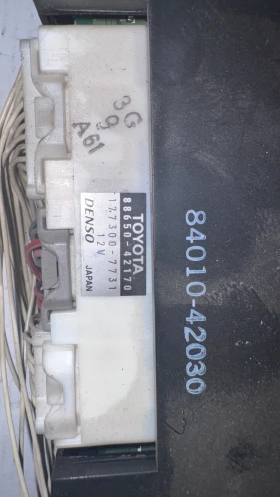 3G
9
A61
TOYOTA
88650-42170
177300-7731
DENSO 12V JAPAN
84010-42030